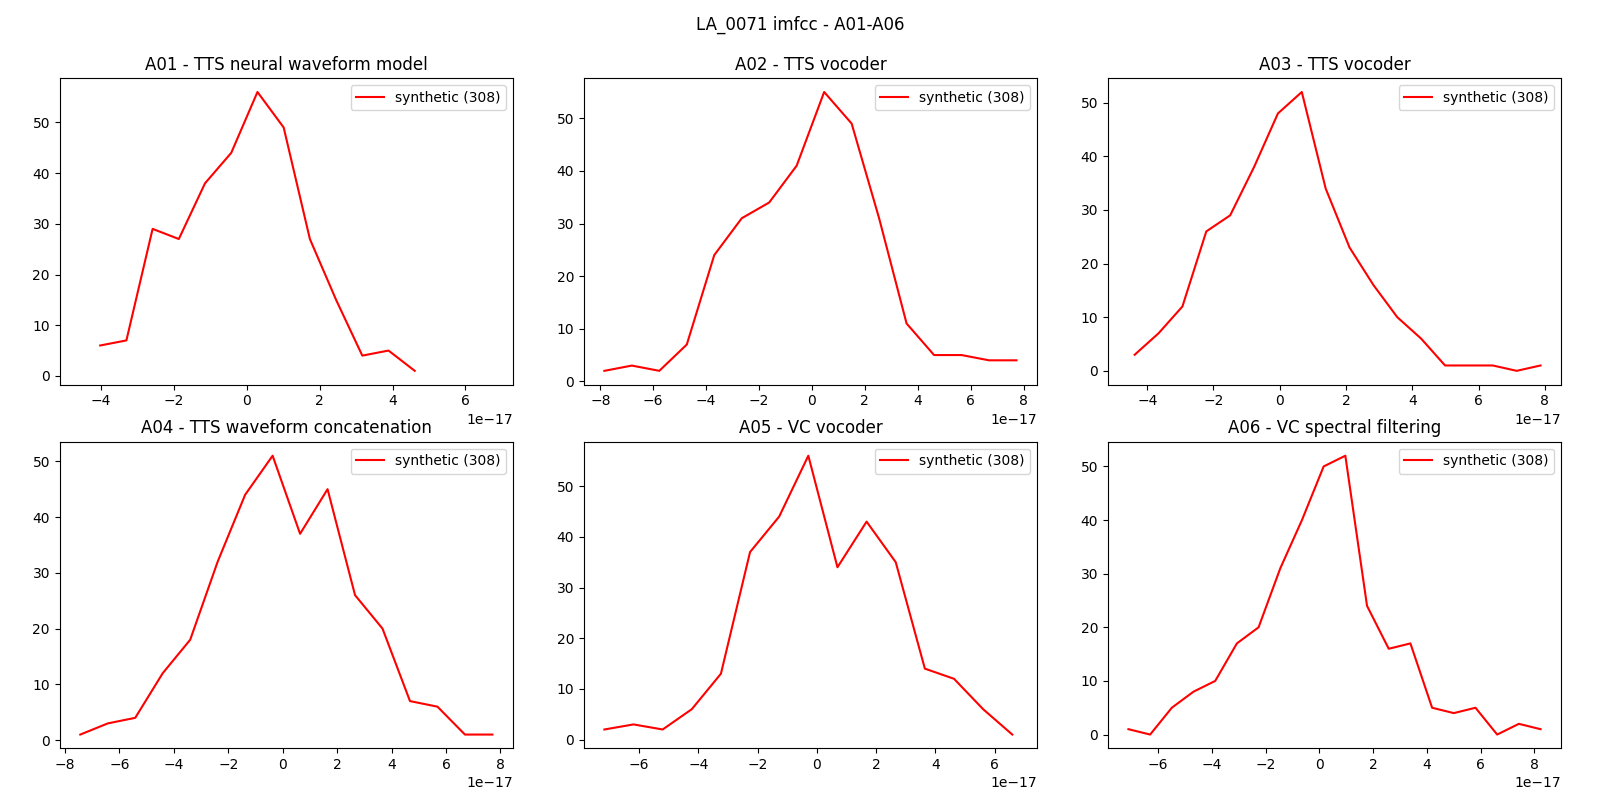 LA_0071 imfcc - A01-A06
A01 - TTS neural waveform model
synthetic (308)
50
40
30
20
10
0
−4 −2 0 2 4 6
1e−17
A02 - TTS vocoder
synthetic (308)
50
40
30
20
10
0
−8 −6 −4 −2 0 2 4 6 8
1e−17
A03 - TTS vocoder
synthetic (308)
50
40
30
20
10
0
−4 −2 0 2 4 6 8
1e−17
A04 - TTS waveform concatenation
synthetic (308)
50
40
30
20
10
0
−8 −6 −4 −2 0 2 4 6 8
1e−17
A05 - VC vocoder
synthetic (308)
50
40
30
20
10
0
−6 −4 −2 0 2 4 6
1e−17
A06 - VC spectral filtering
synthetic (308)
50
40
30
20
10
0
−6 −4 −2 0 2 4 6 8
1e−17